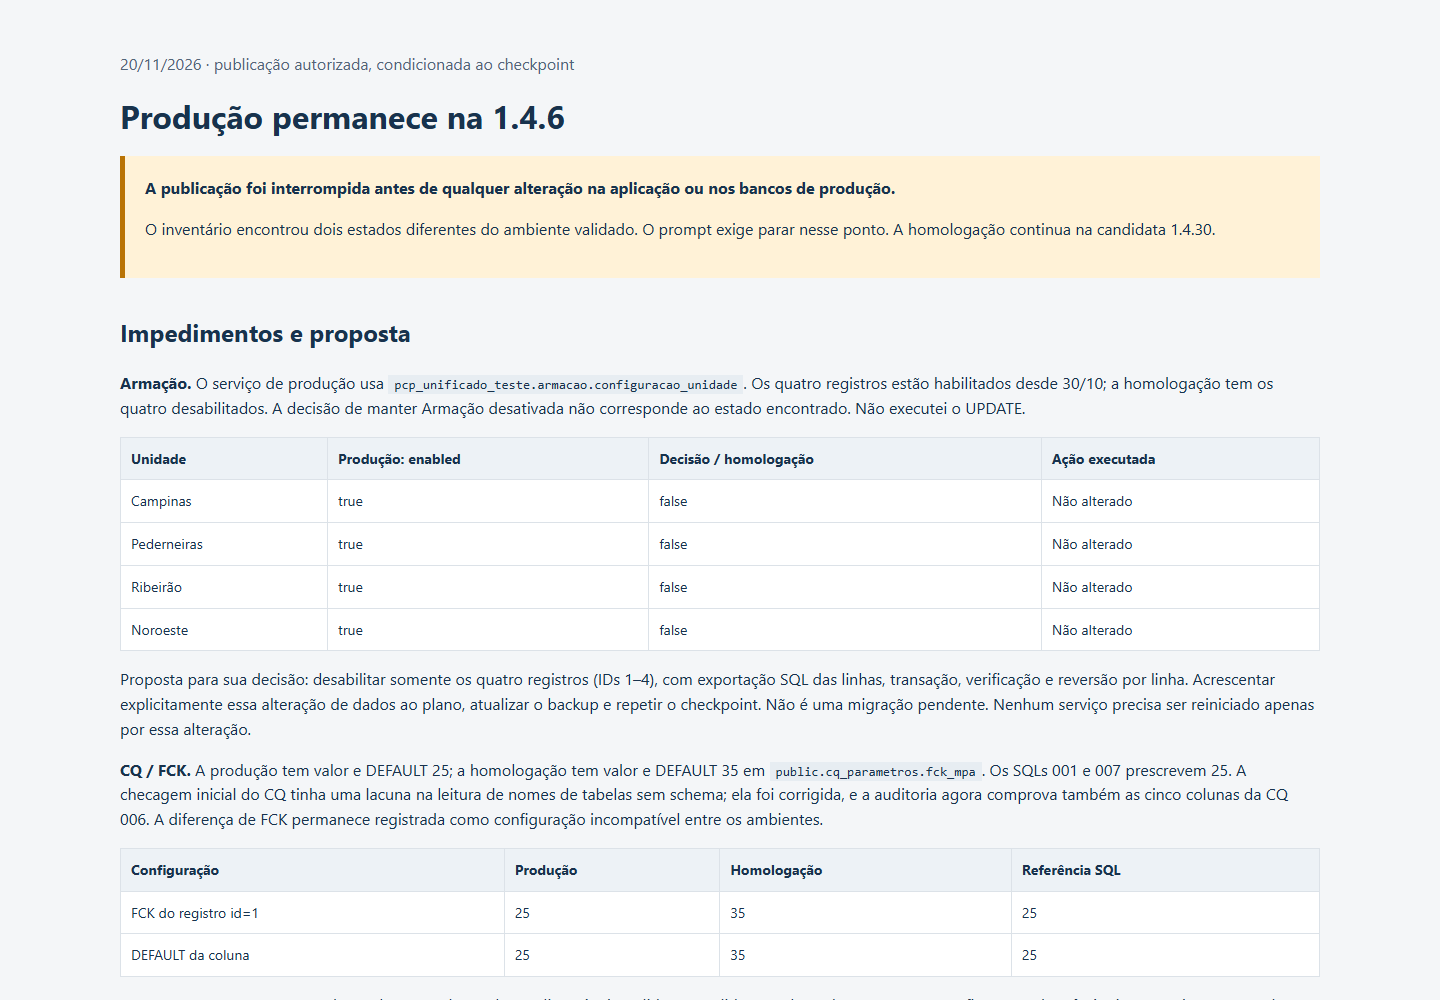 20/11/2026 · publicação autorizada, condicionada ao checkpoint
Produção permanece na 1.4.6
A publicação foi interrompida antes de qualquer alteração na aplicação ou nos bancos de produção.
O inventário encontrou dois estados diferentes do ambiente validado. O prompt exige parar nesse ponto. A homologação continua na candidata 1.4.30.
Impedimentos e proposta
Armação. O serviço de produção usa pcp_unificado_teste.armacao.configuracao_unidade. Os quatro registros estão habilitados desde 30/10; a homologação tem os
quatro desabilitados. A decisão de manter Armação desativada não corresponde ao estado encontrado. Não executei o UPDATE.
Unidade Produção: enabled Decisão / homologação Ação executada
Campinas true false Não alterado
Pederneiras true false Não alterado
Ribeirão true false Não alterado
Noroeste true false Não alterado
Proposta para sua decisão: desabilitar somente os quatro registros (IDs 1–4), com exportação SQL das linhas, transação, verificação e reversão por linha. Acrescentar
explicitamente essa alteração de dados ao plano, atualizar o backup e repetir o checkpoint. Não é uma migração pendente. Nenhum serviço precisa ser reiniciado apenas
por essa alteração.
CQ / FCK. A produção tem valor e DEFAULT 25; a homologação tem valor e DEFAULT 35 em public.cq_parametros.fck_mpa. Os SQLs 001 e 007 prescrevem 25. A
checagem inicial do CQ tinha uma lacuna na leitura de nomes de tabelas sem schema; ela foi corrigida, e a auditoria agora comprova também as cinco colunas da CQ
006. A diferença de FCK permanece registrada como configuração incompatível entre os ambientes.
Configuração Produção Homologação Referência SQL
FCK do registro id=1 25 35 25
DEFAULT da coluna 25 35 25